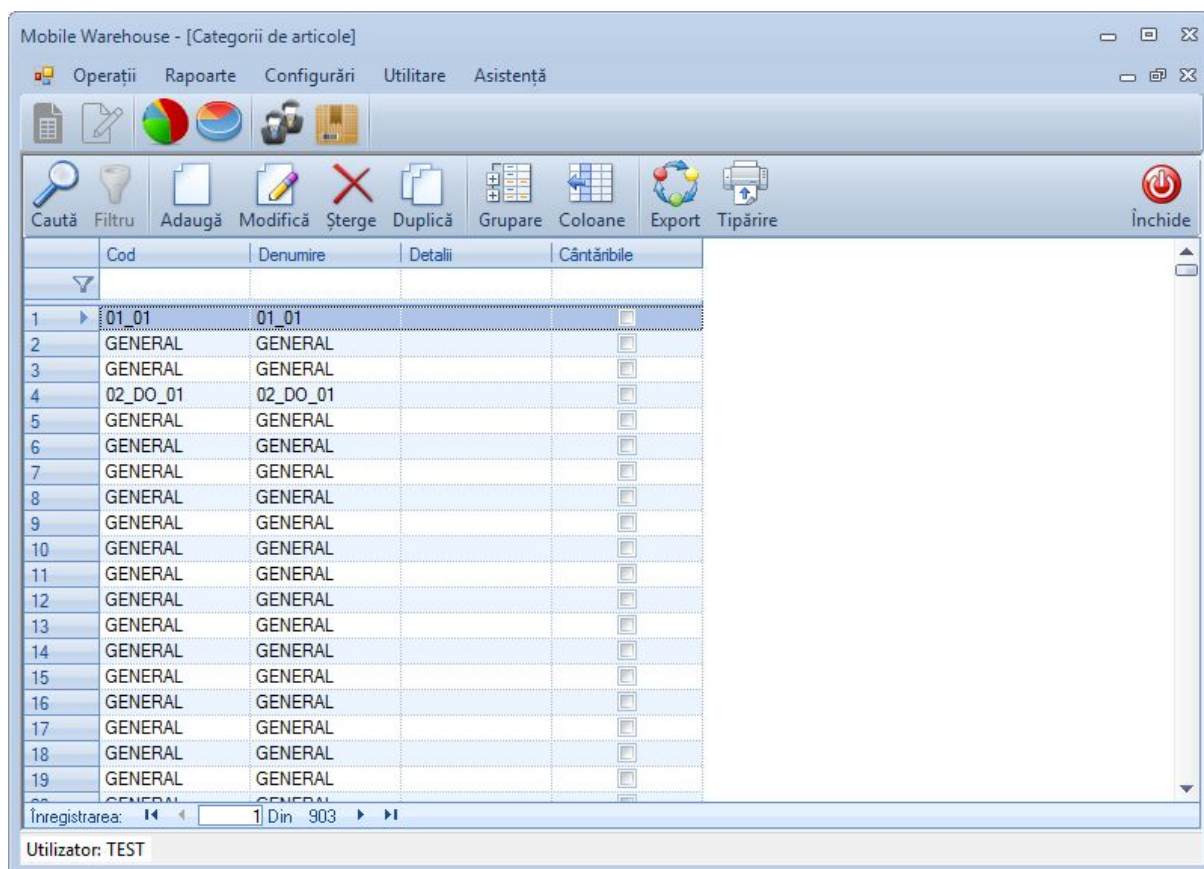 Mobile Warehouse - [Categorii de articole]
Operații Rapoarte Configurări Utilitare Asistență
Caută Filtru Adaugă Modifică Șterge Duplică Grupare Coloane Export Tipărire Închide
Cod Denumire Detalii Cântăribile
1 01_01 01_01
2 GENERAL GENERAL
3 GENERAL GENERAL
4 02_DO_01 02_DO_01
5 GENERAL GENERAL
6 GENERAL GENERAL
7 GENERAL GENERAL
8 GENERAL GENERAL
9 GENERAL GENERAL
10 GENERAL GENERAL
11 GENERAL GENERAL
12 GENERAL GENERAL
13 GENERAL GENERAL
14 GENERAL GENERAL
15 GENERAL GENERAL
16 GENERAL GENERAL
17 GENERAL GENERAL
18 GENERAL GENERAL
19 GENERAL GENERAL
Înregistrarea: 1 Din 903
Utilizator: TEST